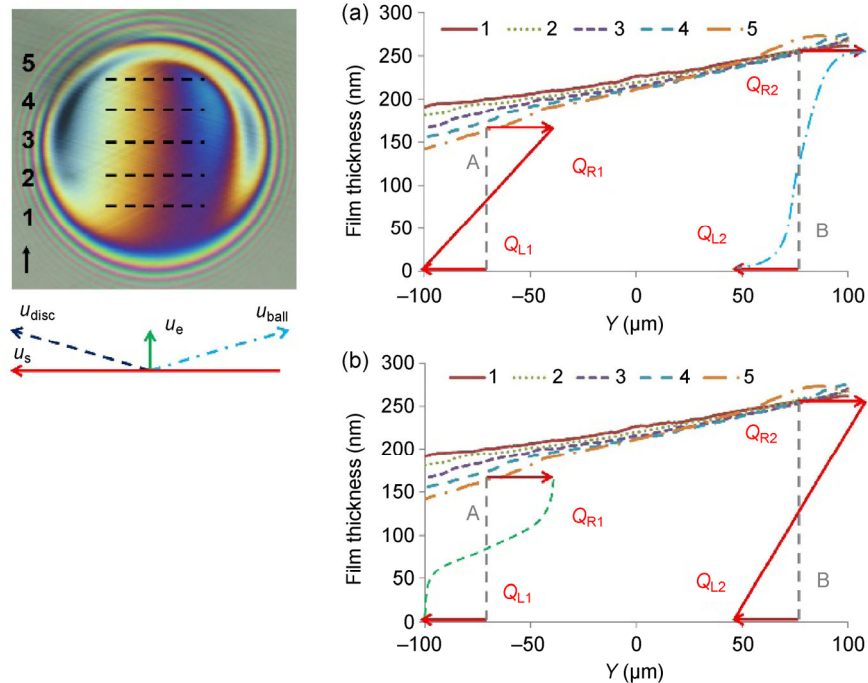 5
4
3
2
1
u_disc
u_e
u_ball
u_s
(a)
1 2 3 4 5
Film thickness (nm)
300
250
200
150
100
50
0
–100 –50 0 50 100
Y (μm)
A
Q_R1
Q_L1
Q_R2
Q_L2
B
(b)
1 2 3 4 5
Film thickness (nm)
300
250
200
150
100
50
0
–100 –50 0 50 100
Y (μm)
A
Q_R1
Q_L1
Q_R2
Q_L2
B